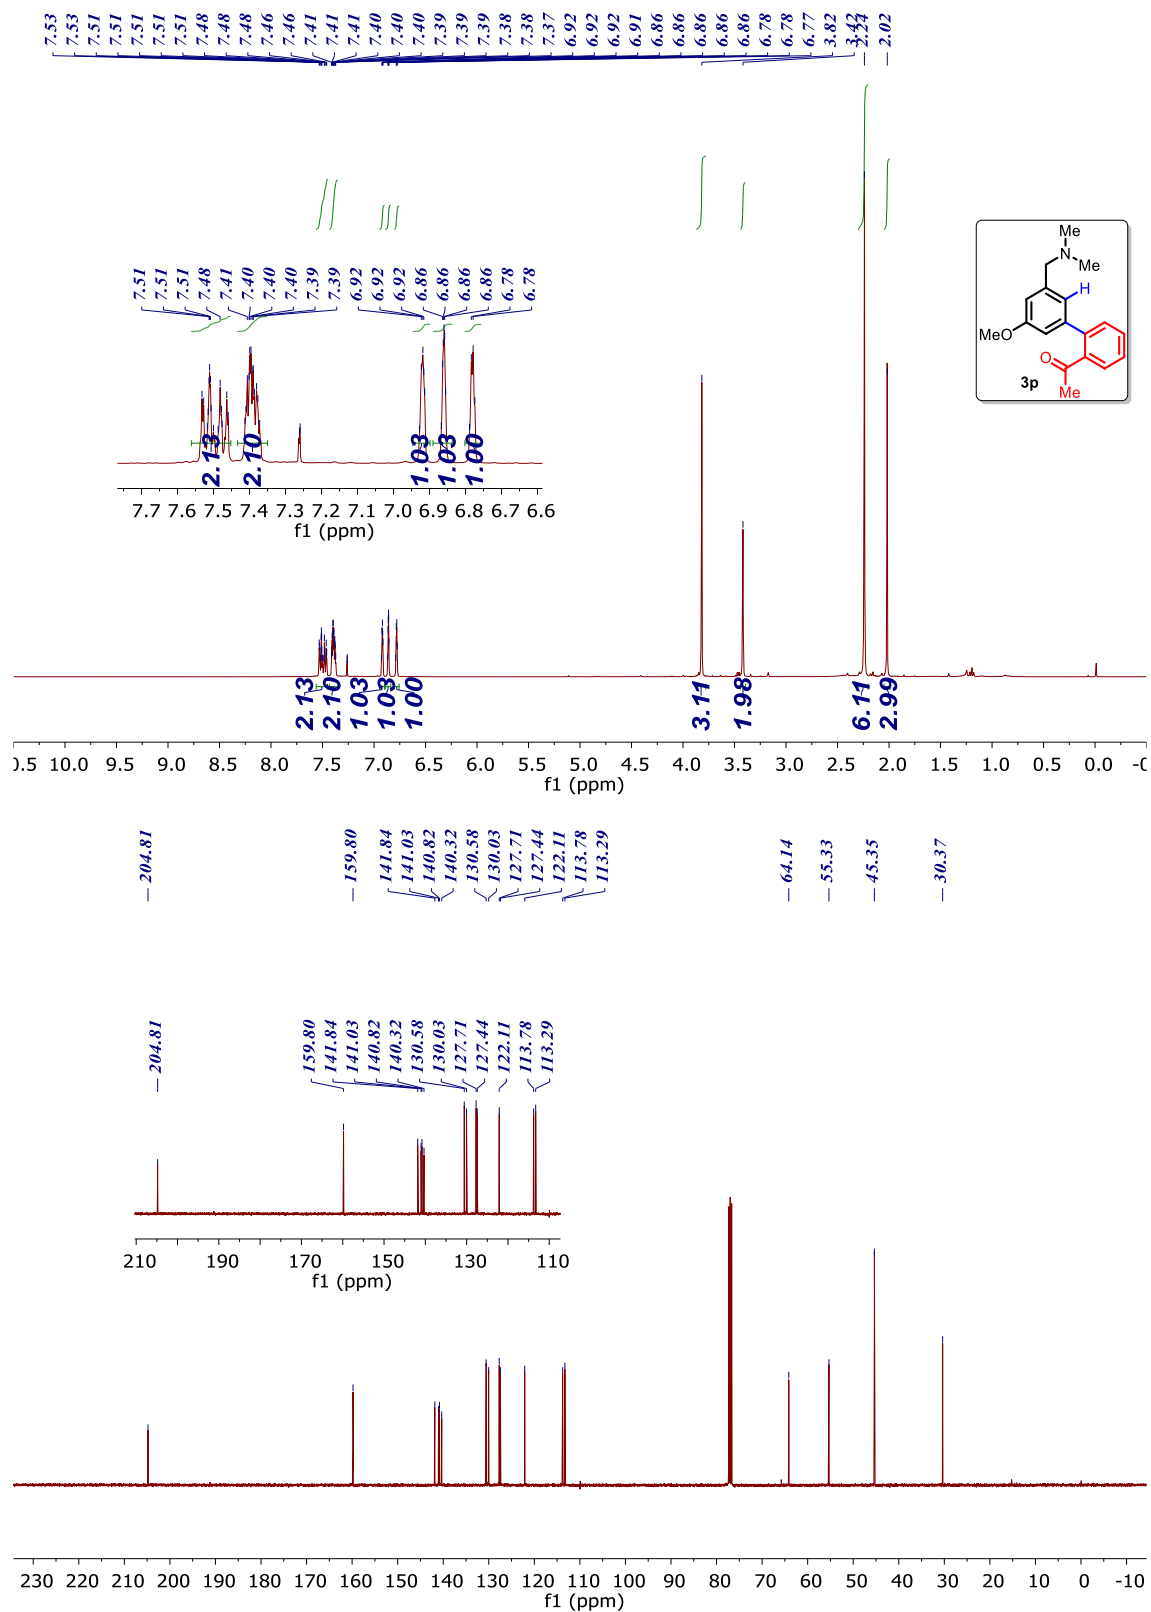 7.53 7.53 7.51 7.51 7.51 7.51 7.51 7.48 7.48 7.48 7.46 7.46 7.41 7.41 7.41 7.40 7.40 7.40 7.39 7.39 7.39 7.38 7.38 7.37 6.92 6.92 6.92 6.91 6.86 6.86 6.86 6.86 6.86 6.78 6.78 6.77 3.82 3.42 2.24 2.02
7.51 7.51 7.51 7.48 7.41 7.40 7.40 7.40 7.39 7.39 6.92 6.92 6.92 6.86 6.86 6.86 6.86 6.78 6.78
Me
N
Me
H
MeO
O
3p
Me
2.13 2.10 1.03 1.03 1.00
7.7 7.6 7.5 7.4 7.3 7.2 7.1 7.0 6.9 6.8 6.7 6.6
f1 (ppm)
2.13 2.10 1.03 1.03 1.00 3.11 1.98 6.11 2.99
).5 10.0 9.5 9.0 8.5 8.0 7.5 7.0 6.5 6.0 5.5 5.0 4.5 4.0 3.5 3.0 2.5 2.0 1.5 1.0 0.5 0.0 -0
f1 (ppm)
204.81 159.80 141.84 141.03 140.82 140.32 130.58 130.03 127.71 127.44 122.11 113.78 113.29 64.14 55.33 45.35 30.37
204.81 159.80 141.84 141.03 140.82 140.32 130.58 130.03 127.71 127.44 122.11 113.78 113.29
210 190 170 150 130 110
f1 (ppm)
230 220 210 200 190 180 170 160 150 140 130 120 110 100 90 80 70 60 50 40 30 20 10 0 -10
f1 (ppm)